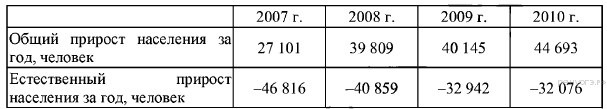 2007 г. 2008 г. 2009 г. 2010 г.
Общий прирост населения за 27 101 39 809 40 145 44 693
год, человек
Естественный прирост –46 816 –40 859 –32 942 –32 076
населения за год, человек